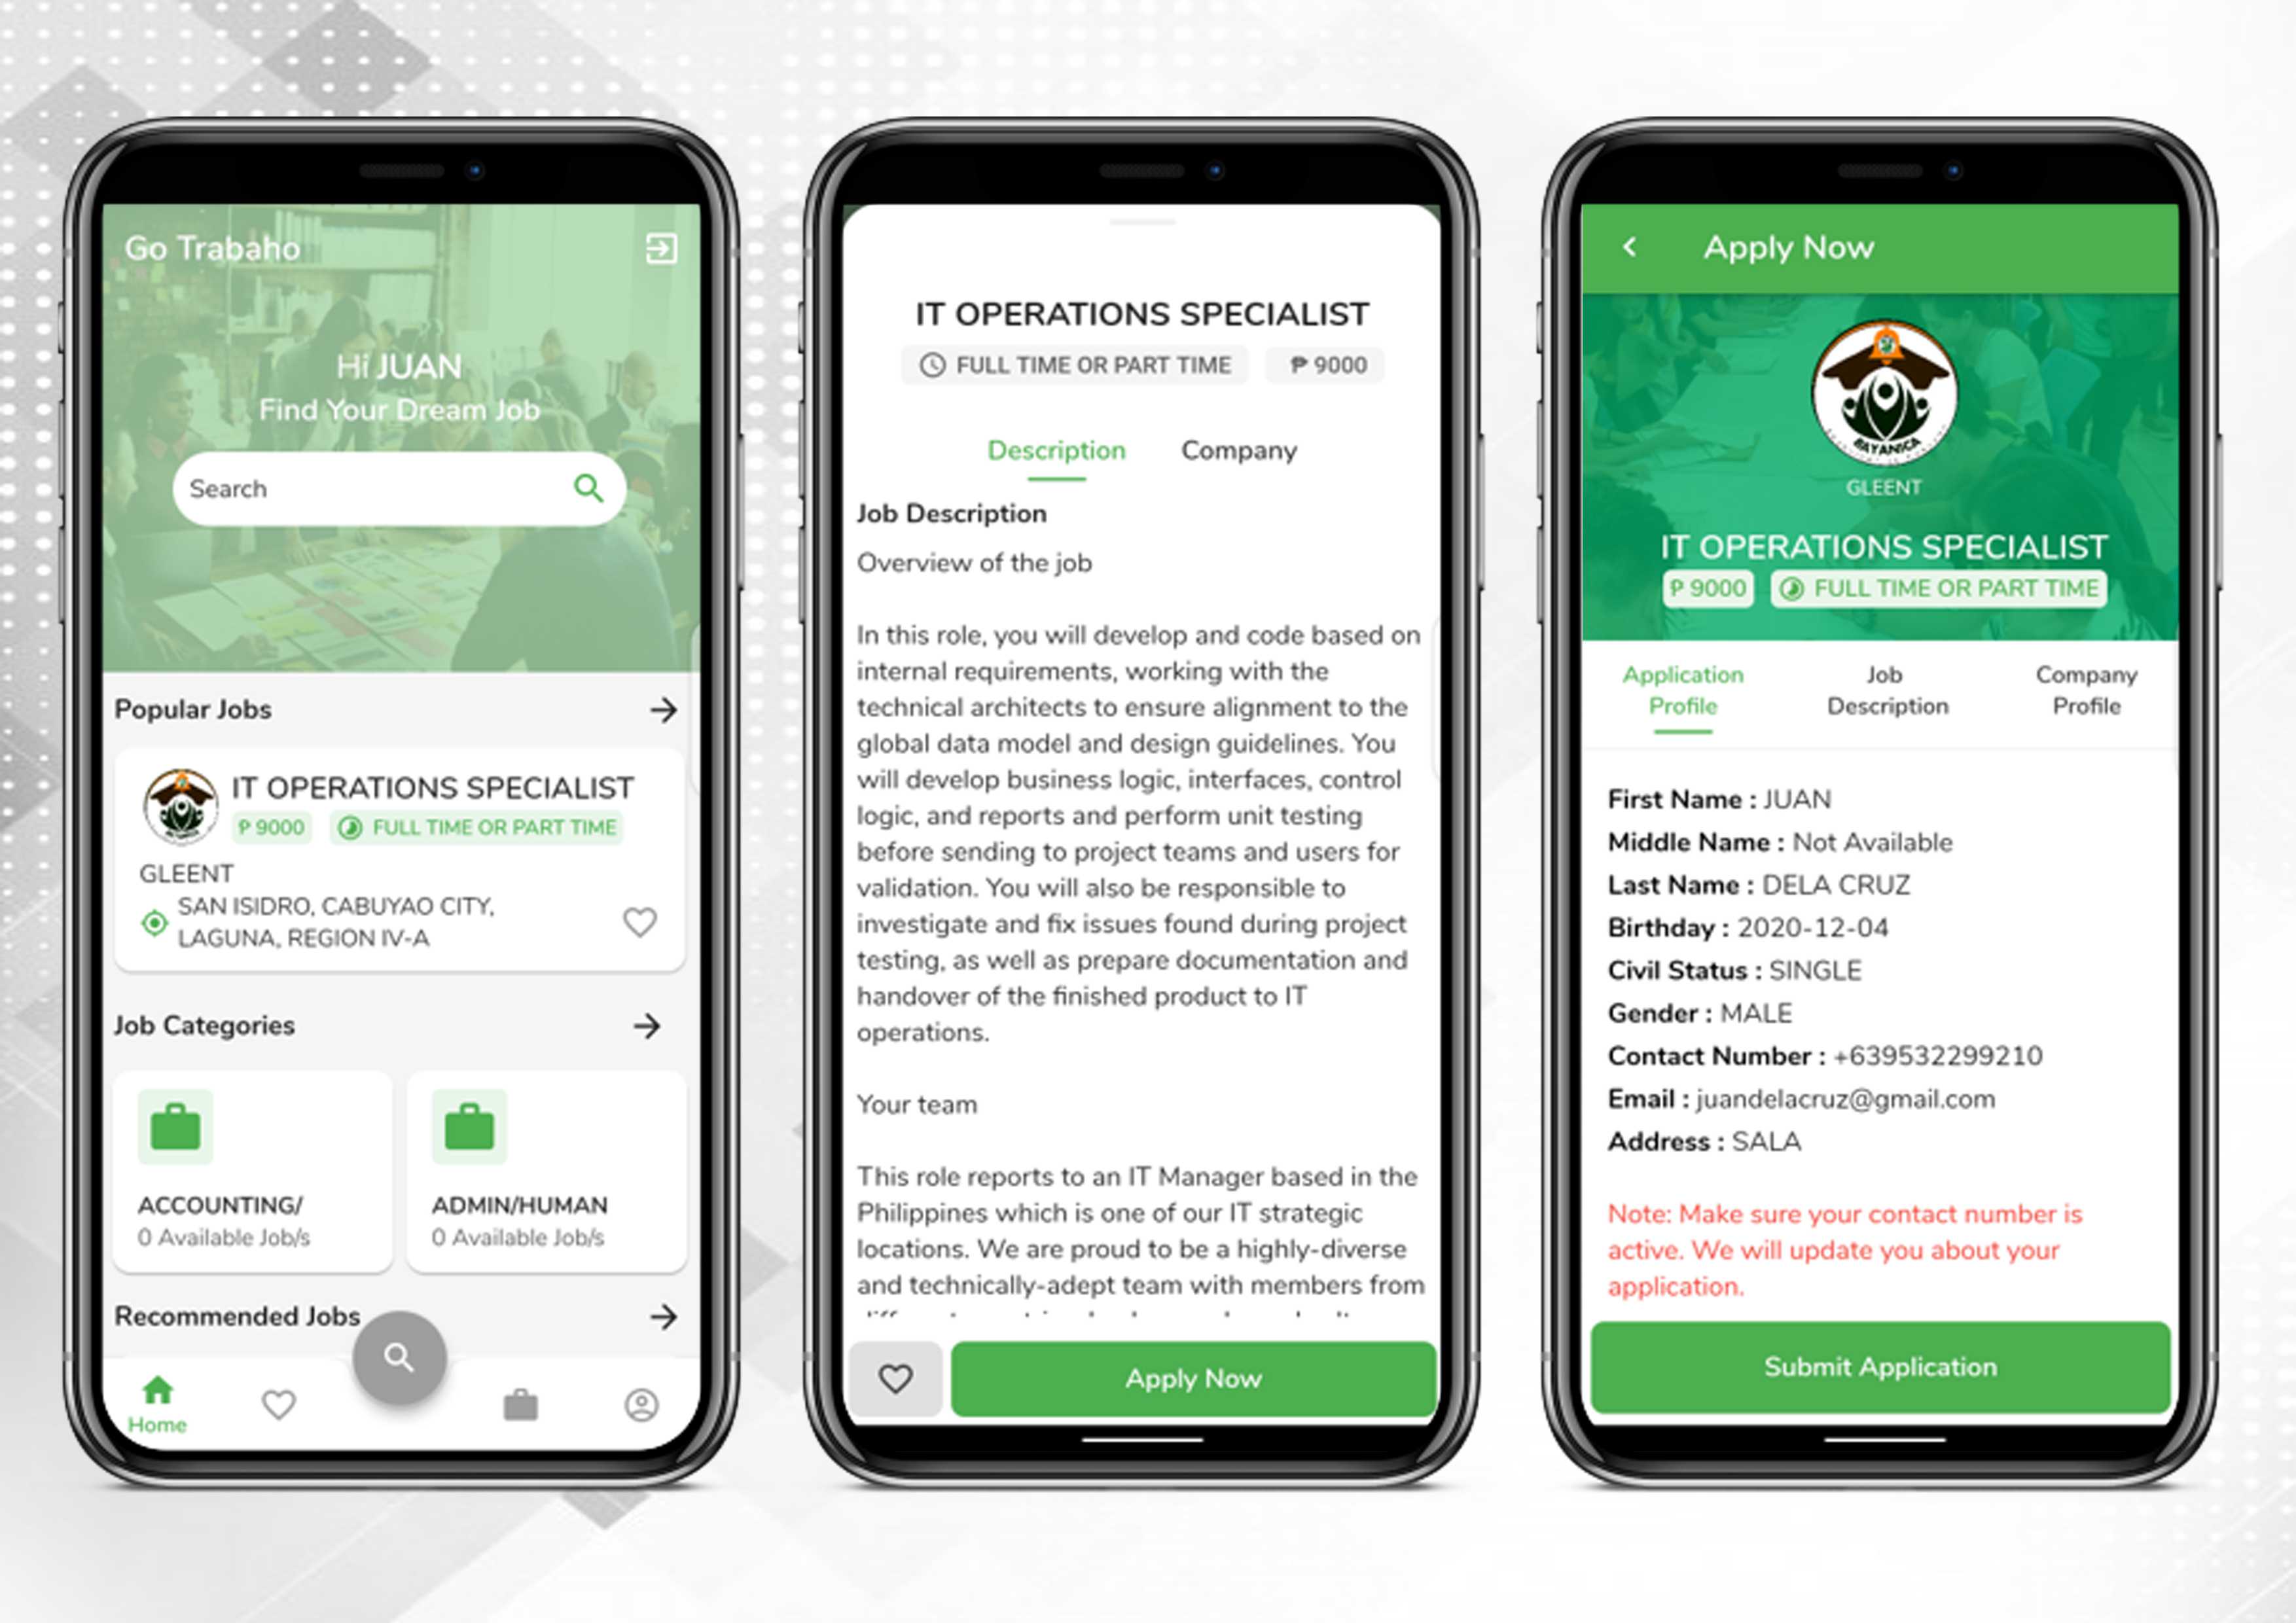 Go Trabaho
Hi JUAN
Find Your Dream Job
Search
Popular Jobs
IT OPERATIONS SPECIALIST
₱ 9000
FULL TIME OR PART TIME
GLEENT
SAN ISIDRO, CABUYAO CITY,
LAGUNA, REGION IV-A
Job Categories
ACCOUNTING/
0 Available Job/s
ADMIN/HUMAN
0 Available Job/s
Recommended Jobs
Home
IT OPERATIONS SPECIALIST
FULL TIME OR PART TIME
₱ 9000
Description
Company
Job Description
Overview of the job
In this role, you will develop and code based on
internal requirements, working with the
technical architects to ensure alignment to the
global data model and design guidelines. You
will develop business logic, interfaces, control
logic, and reports and perform unit testing
before sending to project teams and users for
validation. You will also be responsible to
investigate and fix issues found during project
testing, as well as prepare documentation and
handover of the finished product to IT
operations.
Your team
This role reports to an IT Manager based in the
Philippines which is one of our IT strategic
locations. We are proud to be a highly-diverse
and technically-adept team with members from
Apply Now
Apply Now
BAYANICA
GLEENT
IT OPERATIONS SPECIALIST
₱ 9000
FULL TIME OR PART TIME
Application
Profile
Job
Description
Company
Profile
First Name : JUAN
Middle Name : Not Available
Last Name : DELA CRUZ
Birthday : 2020-12-04
Civil Status : SINGLE
Gender : MALE
Contact Number : +639532299210
Email : juandelacruz@gmail.com
Address : SALA
Note: Make sure your contact number is
active. We will update you about your
application.
Submit Application